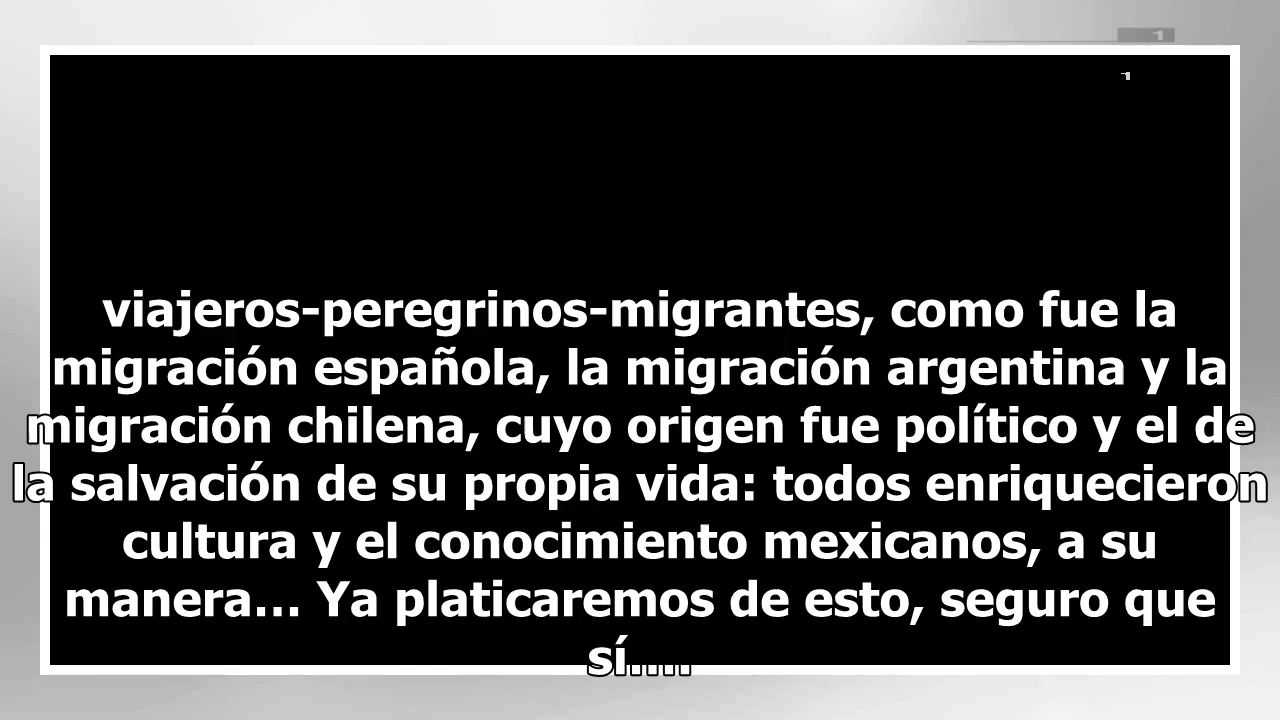 viajeros-peregrinos-migrantes, como fue la
migración española, la migración argentina y la
migración chilena, cuyo origen fue político y el de
la salvación de su propia vida: todos enriquecieron
cultura y el conocimiento mexicanos, a su
manera... Ya platicaremos de esto, seguro que
sí.....